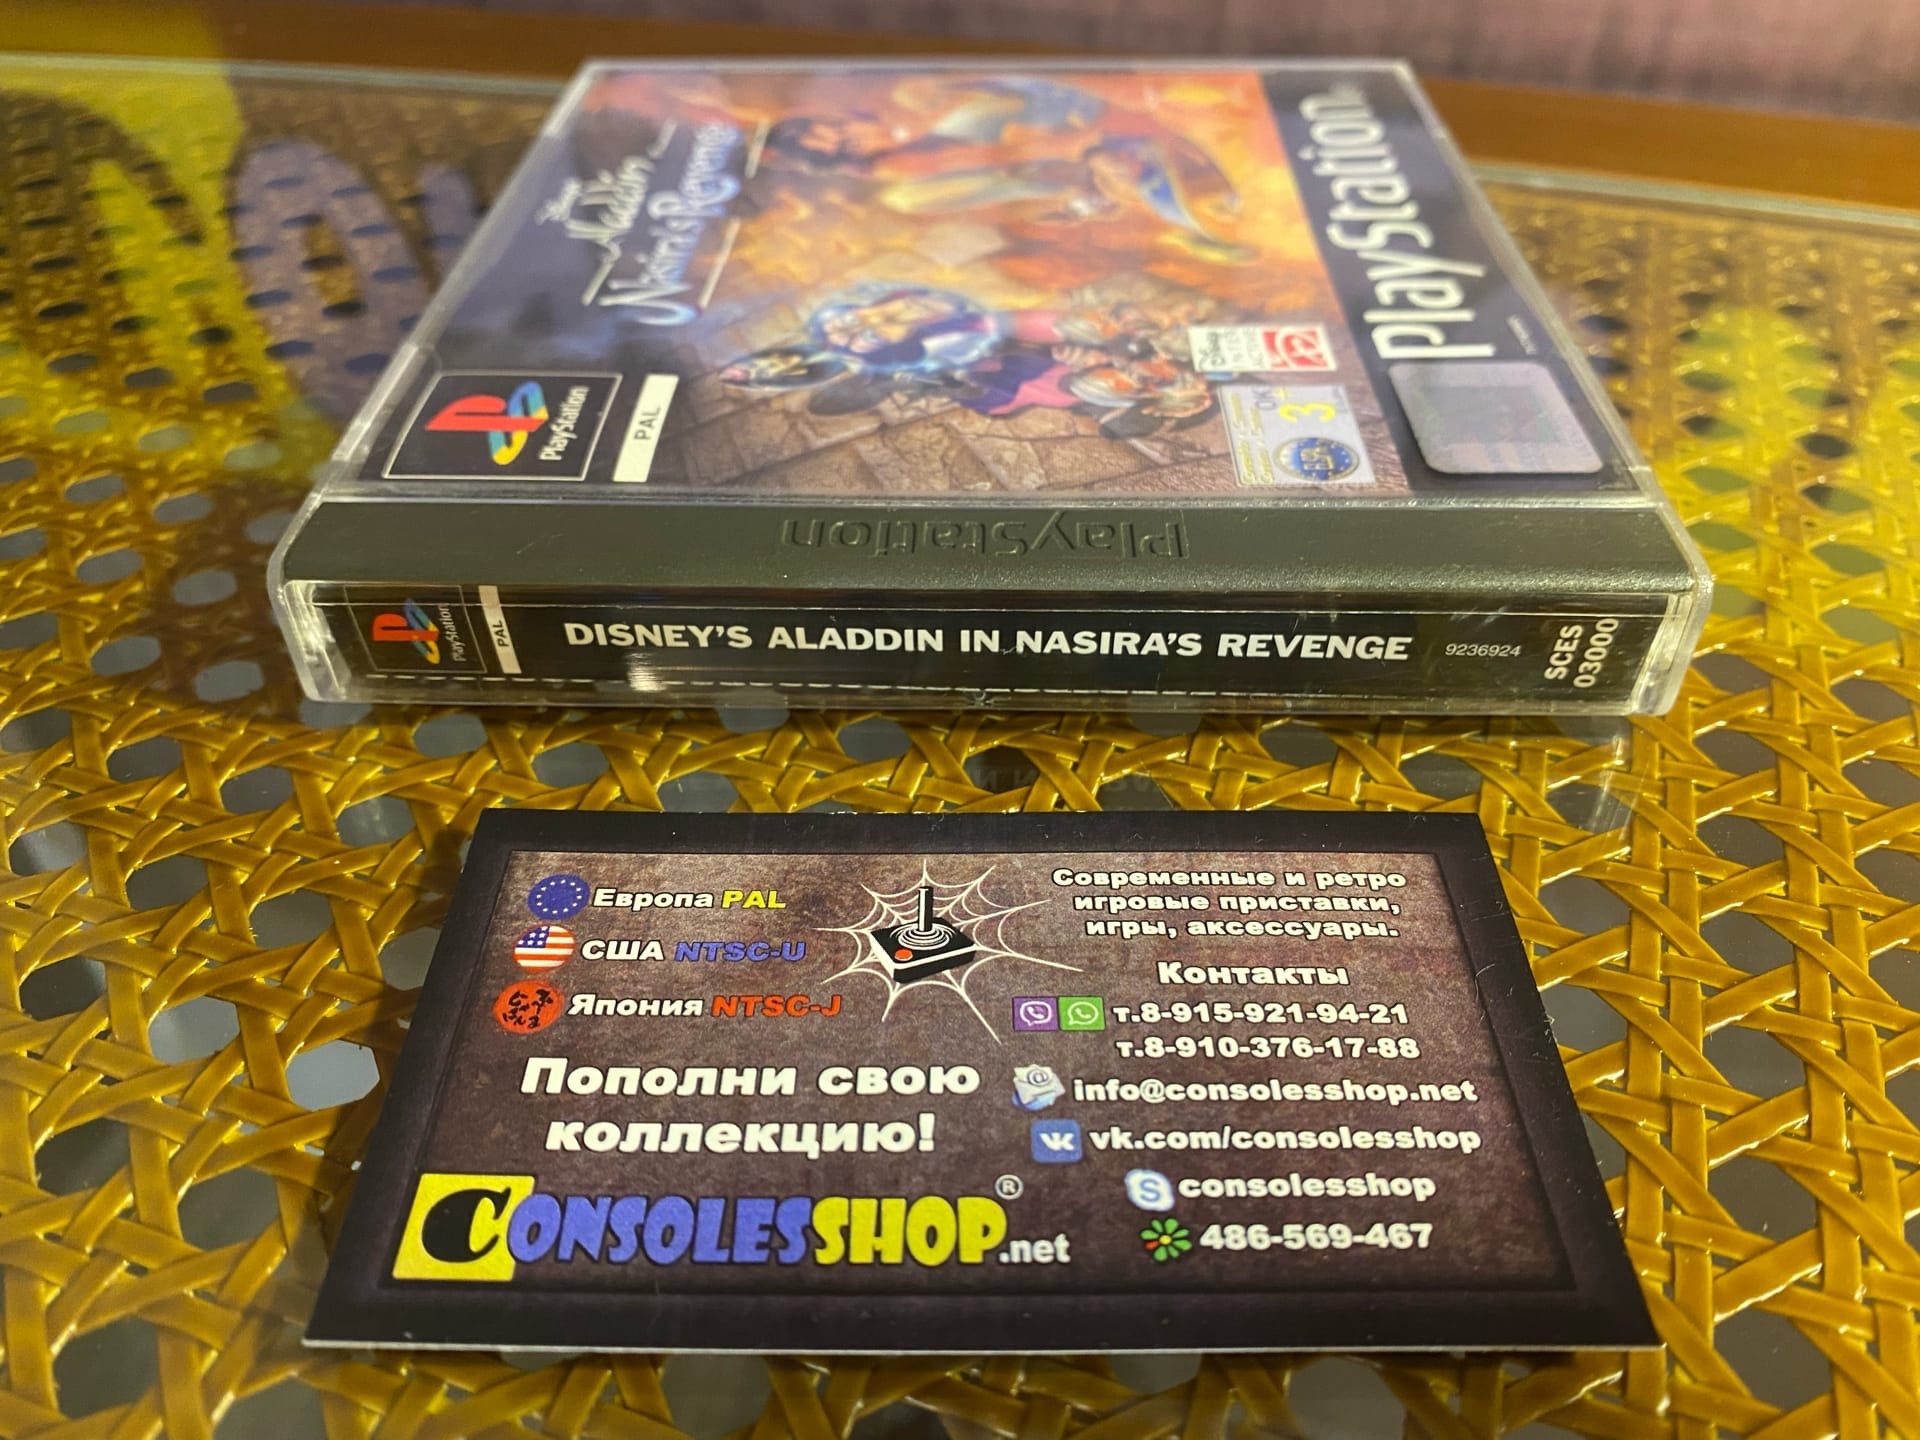 Disney's
Aladdin
Nasira's Revenge
PlayStation
PlayStation
PAL
3+
PlayStation
PlayStation
PAL
DISNEY'S ALADDIN IN NASIRA'S REVENGE
9236924
SCES
03000
Европа PAL
США NTSC-U
Япония NTSC-J
Пополни свою
коллекцию!
CONSOLESSHOP.net®
Современные и ретро
игровые приставки,
игры, аксессуары.
Контакты
т.8-915-921-94-21
т.8-910-376-17-88
info@consolesshop.net
vk.com/consolesshop
consolesshop
486-569-467